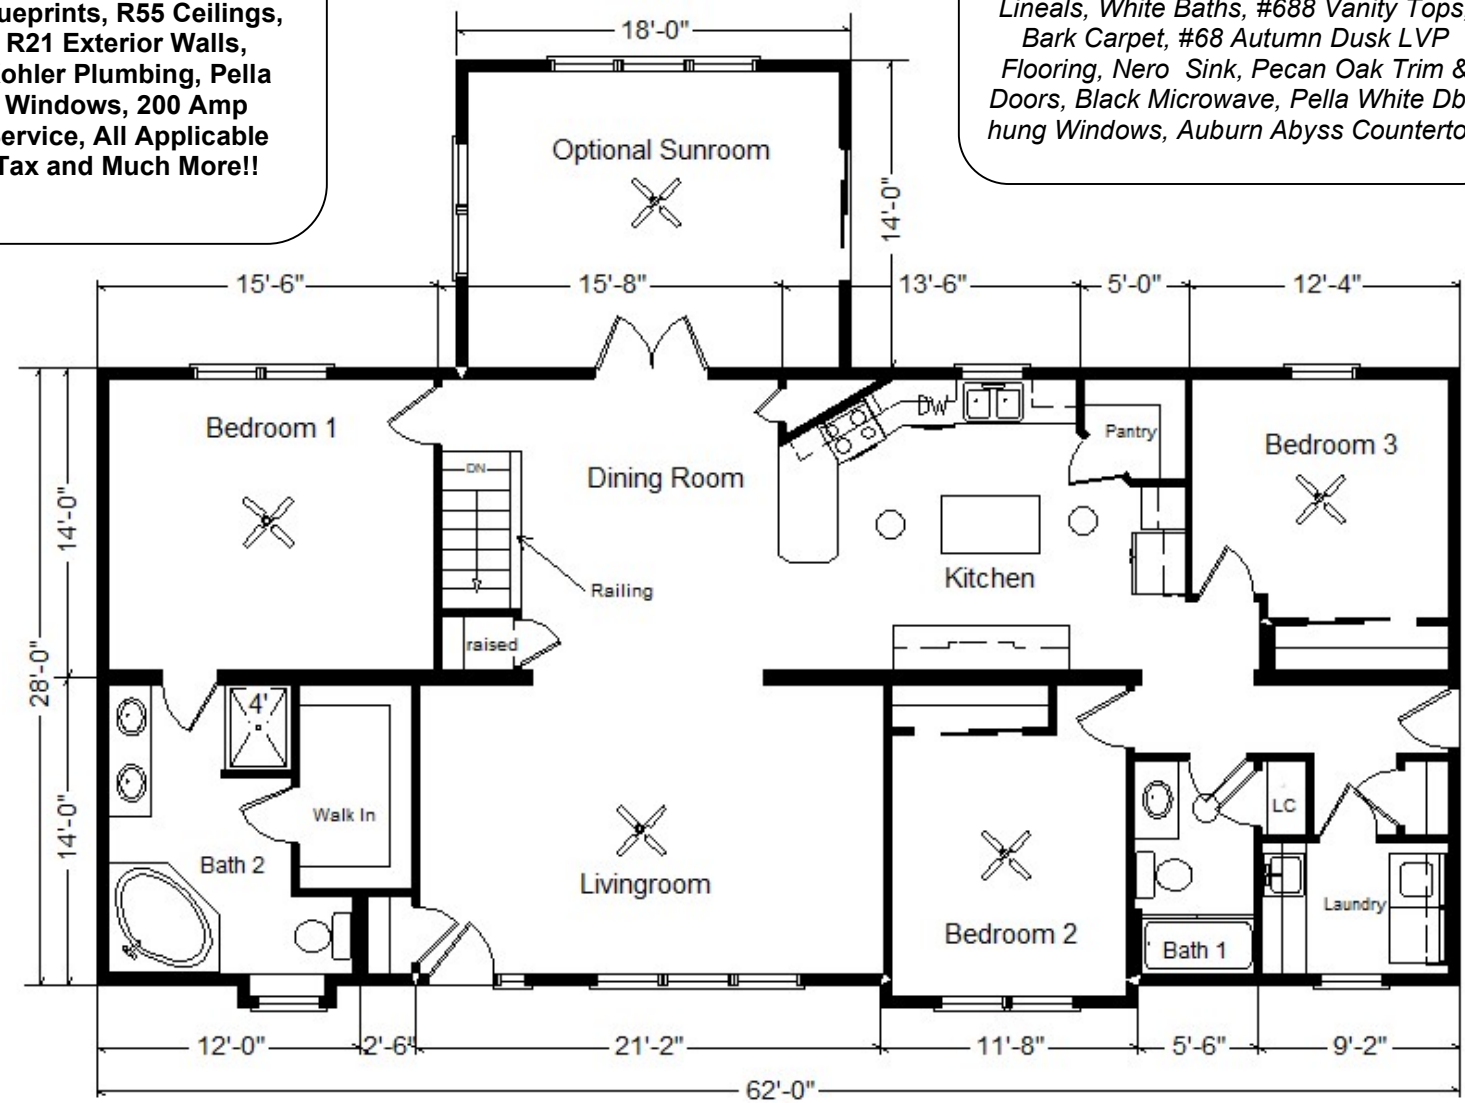 ueprints, R55 Ceilings,
R21 Exterior Walls,
ohler Plumbing, Pella
Windows, 200 Amp
ervice, All Applicable
Tax and Much More!!
Lineals, White Baths, #688 Vanity Tops,
Bark Carpet, #68 Autumn Dusk LVP
Flooring, Nero Sink, Pecan Oak Trim &
Doors, Black Microwave, Pella White Db
hung Windows, Auburn Abyss Counterto
18'-0"
Optional Sunroom
14'-0"
15'-6"
15'-8"
13'-6"
5'-0"
12'-4"
Bedroom 1
DW
Pantry
Bedroom 3
DN
Dining Room
14'-0"
Kitchen
Railing
raised
28'-0"
4'
14'-0"
Walk In
LC
Bath 2
Livingroom
Laundry
Bedroom 2
Bath 1
12'-0"
2'-6"
21'-2"
11'-8"
5'-6"
9'-2"
62'-0"